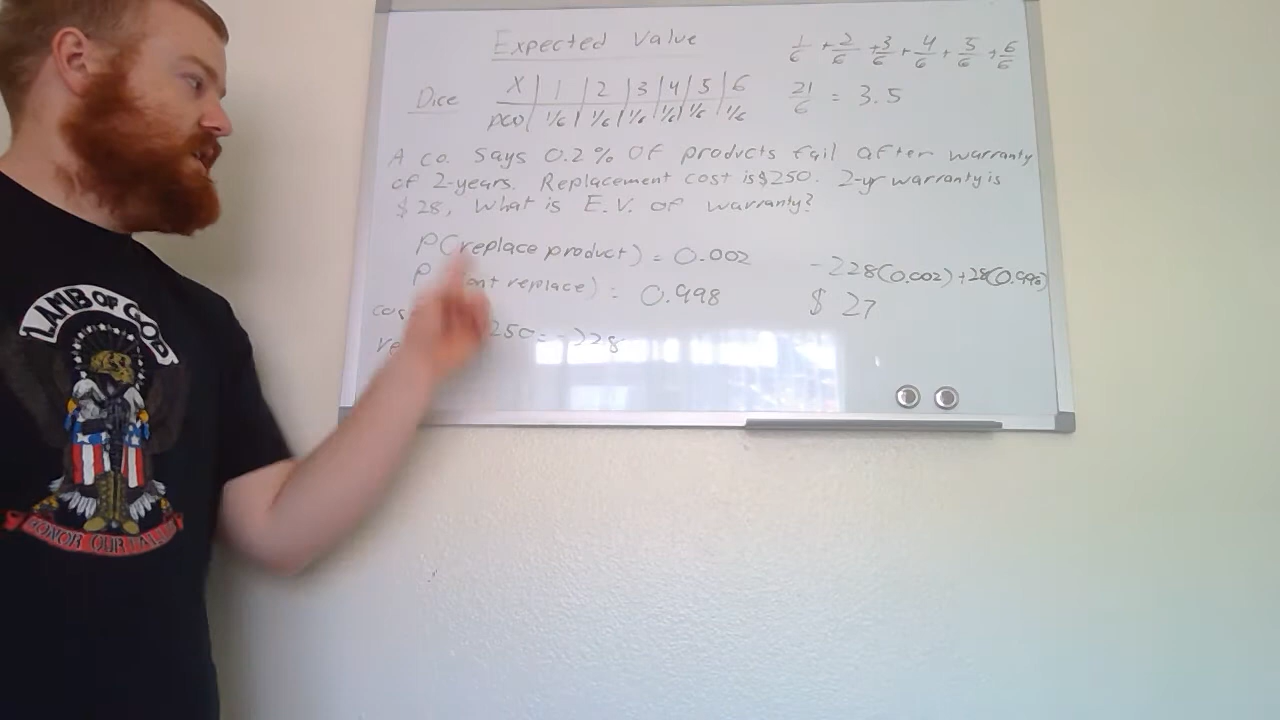 Expected Value
1/6 + 2/6 + 3/6 + 4/6 + 5/6 + 6/6
Dice
X | 1 | 2 | 3 | 4 | 5 | 6
P(X) | 1/6 | 1/6 | 1/6 | 1/6 | 1/6 | 1/6
21/6 = 3.5
A co. says 0.2% of products fail after warranty
of 2-years. Replacement cost is $250. 2-yr warranty is
$28, What is E.V. of warranty?
P(replace product) = 0.002
-228(0.002)+28(0.998)
P replace) = 0.998
$ 27
cos
250 = -228
re
LAMB OF GOD
HONOR OUR